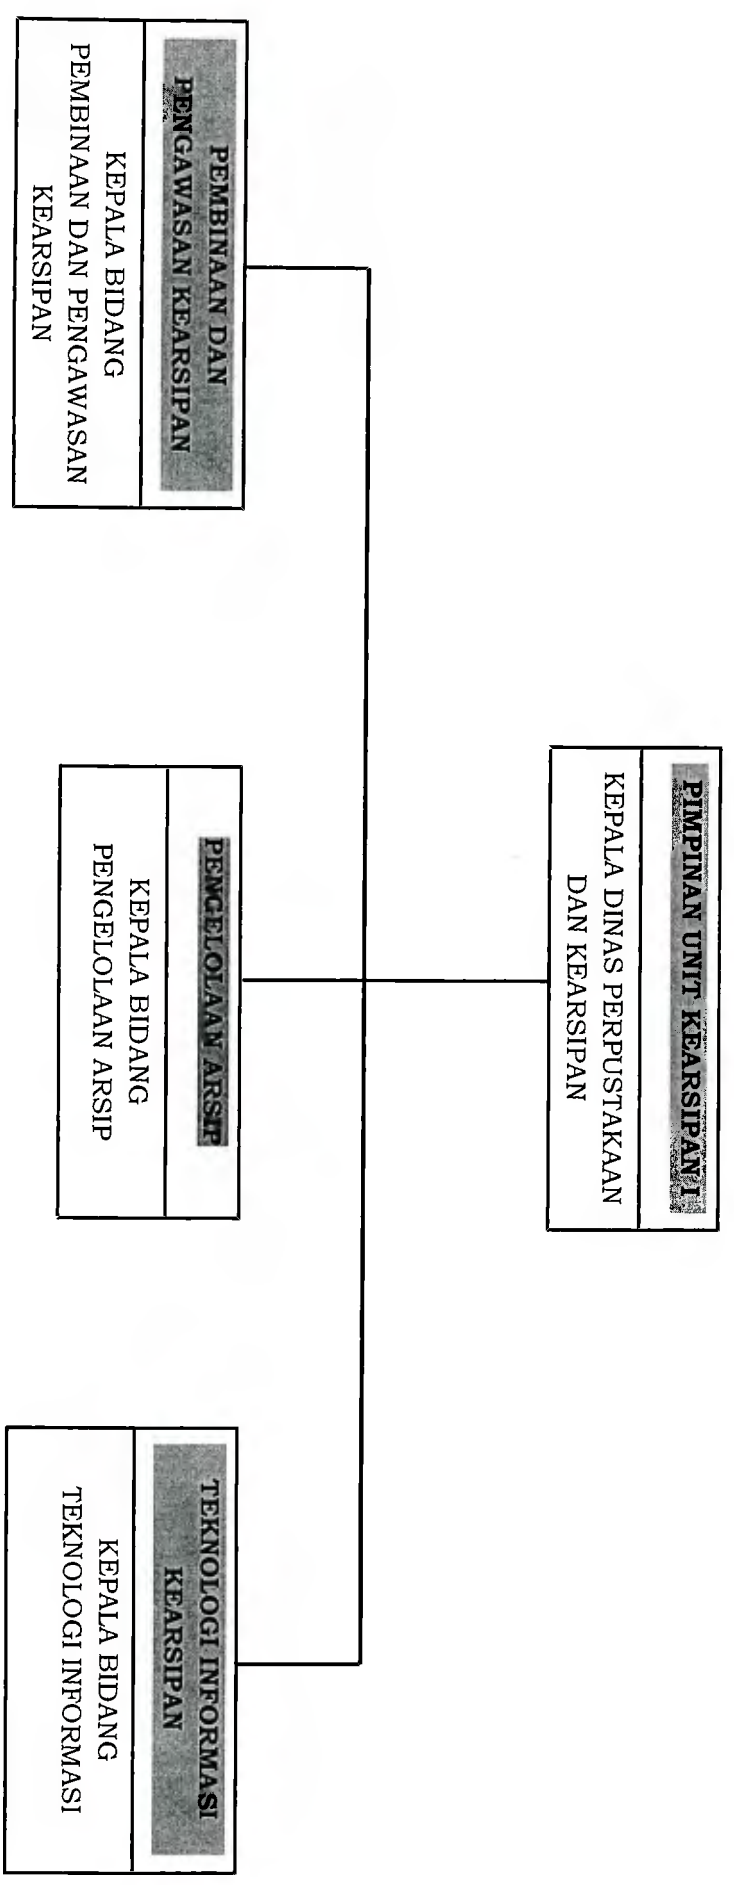 PIMPINAN UNIT KEARSIPAN I
KEPALA DINAS PERPUSTAKAAN
DAN KEARSIPAN
PEMBINAAN DAN
PENGAWASAN KEARSIPAN
KEPALA BIDANG
PEMBINAAN DAN PENGAWASAN
KEARSIPAN
PENGELOLAAN ARSIP
KEPALA BIDANG
PENGELOLAAN ARSIP
TEKNOLOGI INFORMASI
KEARSIPAN
KEPALA BIDANG
TEKNOLOGI INFORMASI